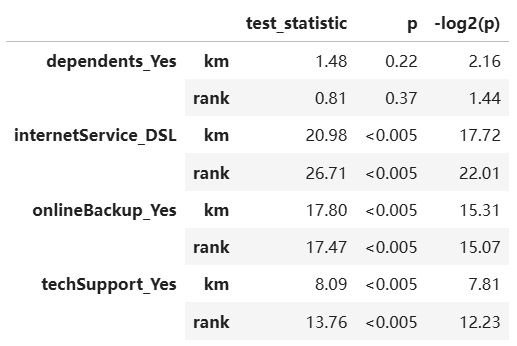 test_statistic p -log2(p)
dependents_Yes km 1.48 0.22 2.16
rank 0.81 0.37 1.44
internetService_DSL km 20.98 <0.005 17.72
rank 26.71 <0.005 22.01
onlineBackup_Yes km 17.80 <0.005 15.31
rank 17.47 <0.005 15.07
techSupport_Yes km 8.09 <0.005 7.81
rank 13.76 <0.005 12.23